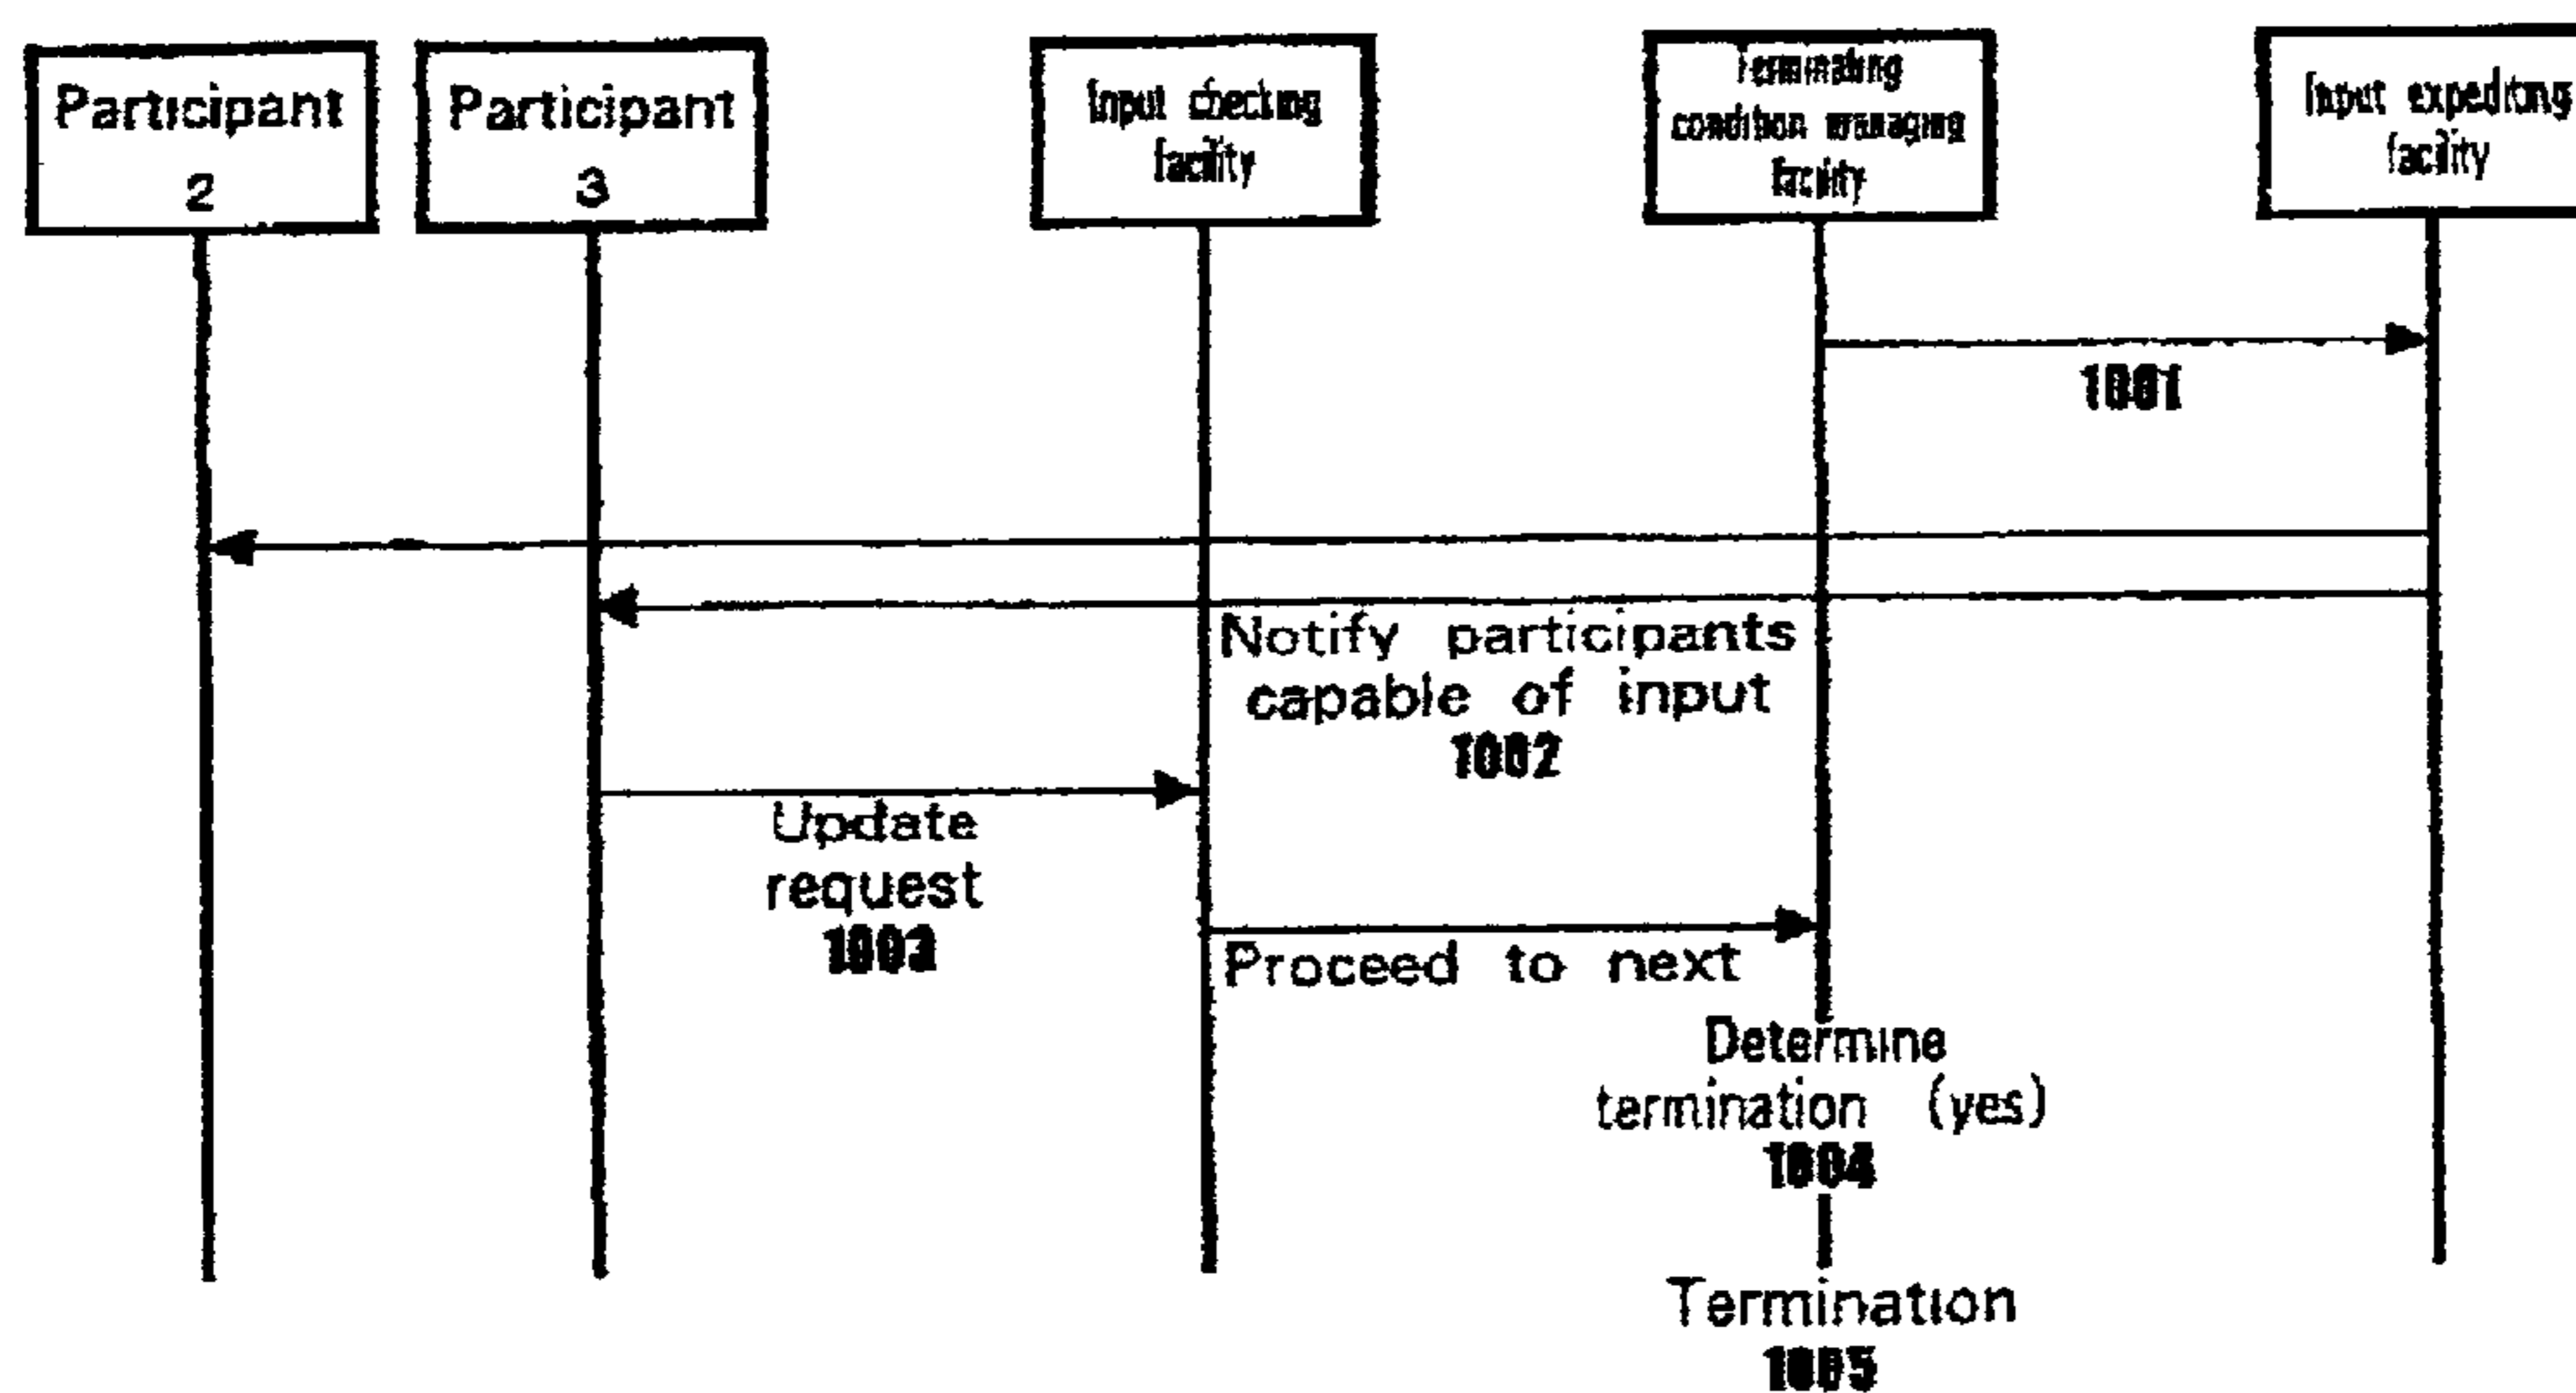 Participant
2
Participant
3
Input checking
facility
Terminating
condition managing
facility
Input expediting
facility
1001
Notify participants
capable of input
1002
Update
request
1003
Proceed to next
Determine
termination (yes)
1004
Termination
1005